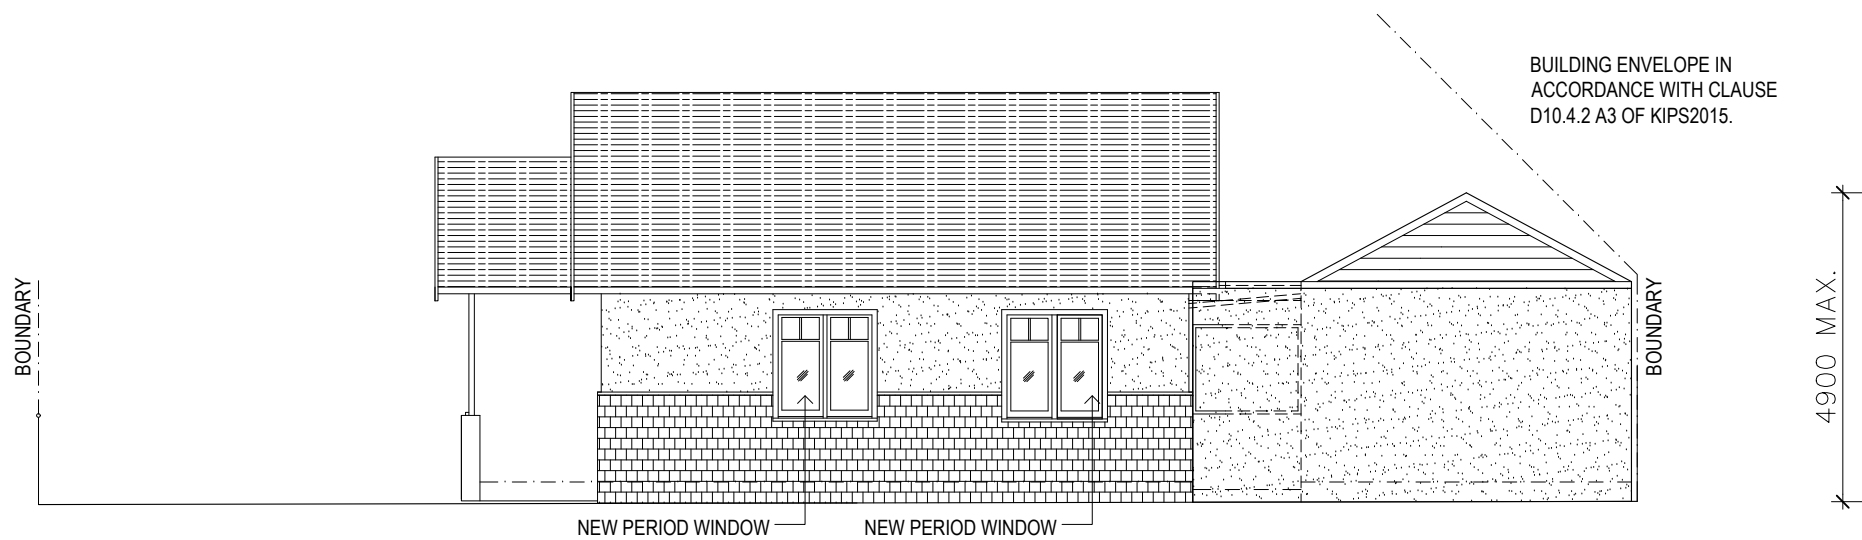 BUILDING ENVELOPE IN
ACCORDANCE WITH CLAUSE
D10.4.2 A3 OF KIPS2015.
BOUNDARY
BOUNDARY
4900 MAX.
NEW PERIOD WINDOW
NEW PERIOD WINDOW